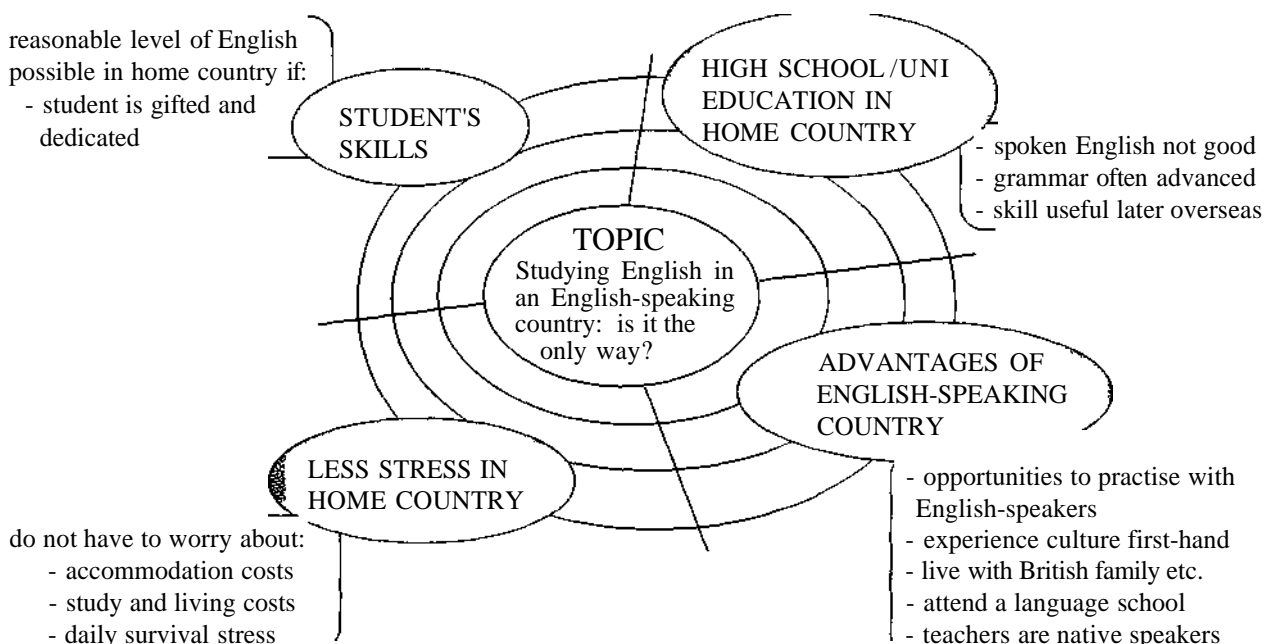 reasonable level of English
possible in home country if:
- student is gifted and
dedicated
STUDENT'S
SKILLS
HIGH SCHOOL /UNI
EDUCATION IN
HOME COUNTRY
- spoken English not good
- grammar often advanced
- skill useful later overseas
TOPIC
Studying English in
an English-speaking
country: is it the
only way?
ADVANTAGES OF
ENGLISH-SPEAKING
COUNTRY
- opportunities to practise with
English-speakers
- experience culture first-hand
- live with British family etc.
- attend a language school
- teachers are native speakers
LESS STRESS IN
HOME COUNTRY
do not have to worry about:
- accommodation costs
- study and living costs
- daily survival stress